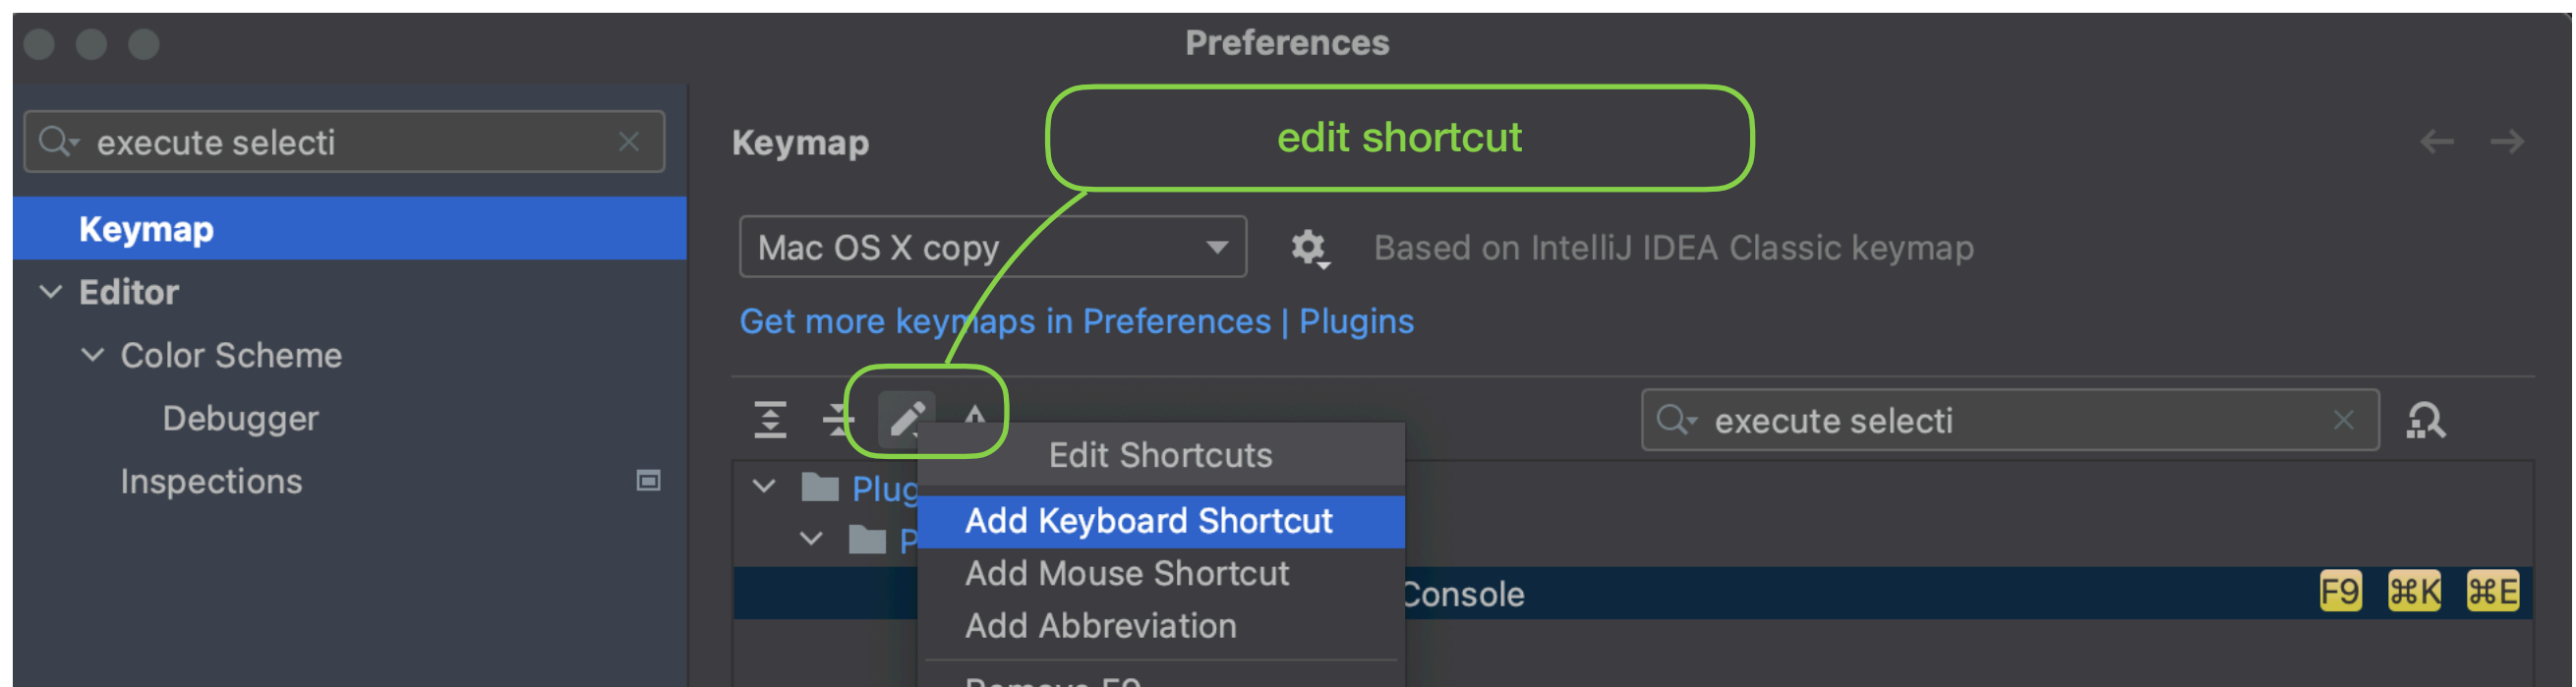 Preferences
execute selecti
Keymap
edit shortcut
Keymap
Mac OS X copy
Based on IntelliJ IDEA Classic keymap
Editor
Get more keymaps in Preferences | Plugins
Color Scheme
Debugger
execute selecti
Edit Shortcuts
Inspections
Plug
P
Add Keyboard Shortcut
Add Mouse Shortcut
Console
F9 ⌘K ⌘E
Add Abbreviation
Remove F9